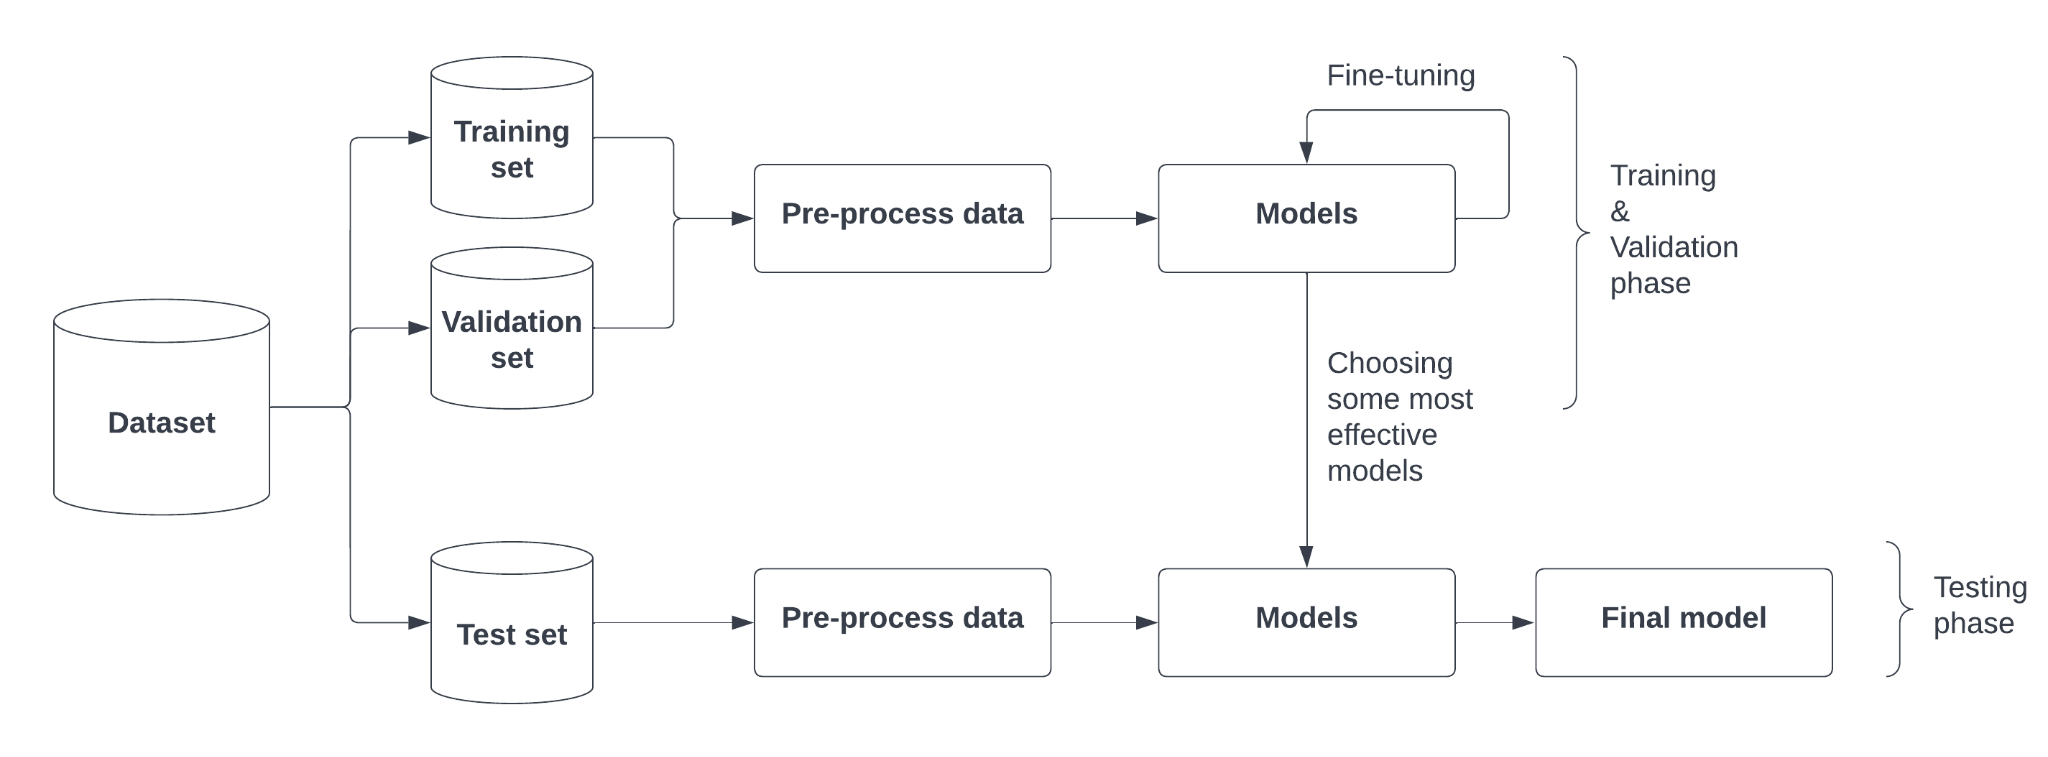 Fine-tuning
Training
set
Pre-process data
Models
Training
&
Validation
phase
Validation
set
Dataset
Choosing
some most
effective
models
Test set
Pre-process data
Models
Final model
Testing
phase